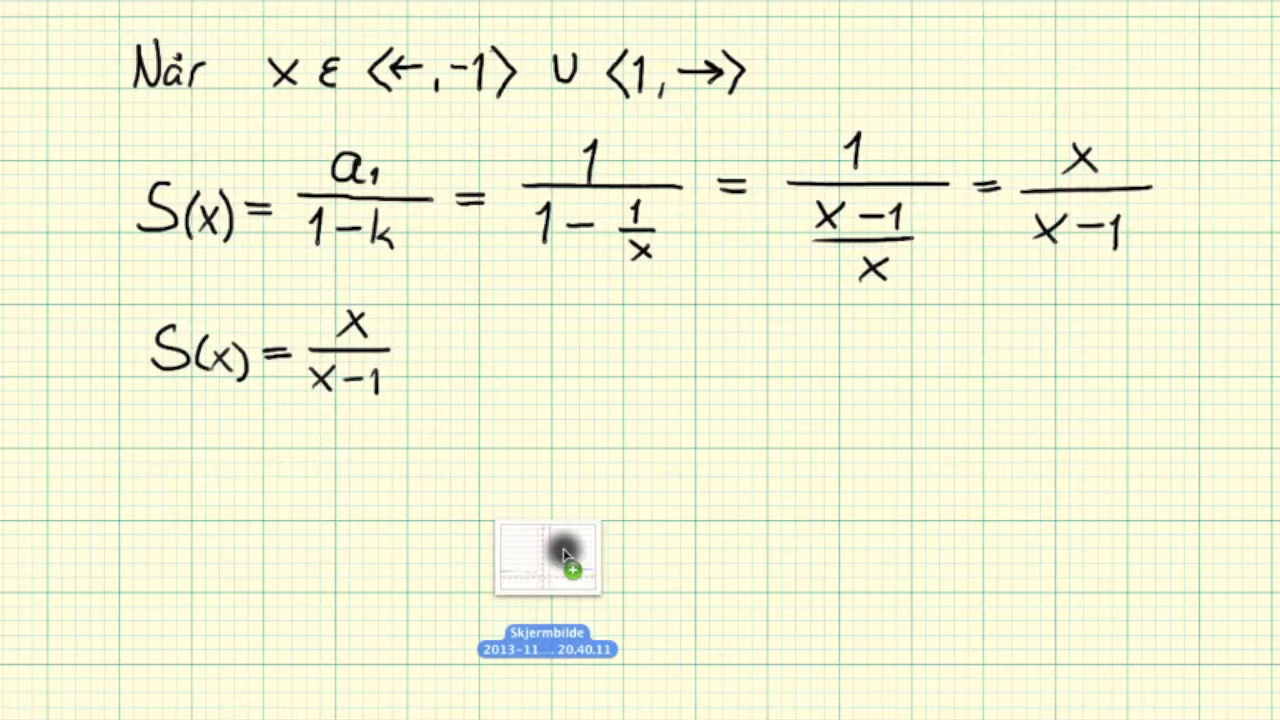 Når x ε ⟨←,-1⟩ ∪ ⟨1,→⟩
S(x) = a₁/(1-k) = 1/(1 - 1/x) = 1/((x-1)/x) = x/(x-1)
S(x) = x/(x-1)
Skjermbilde
2013-11 ... 20.40.11